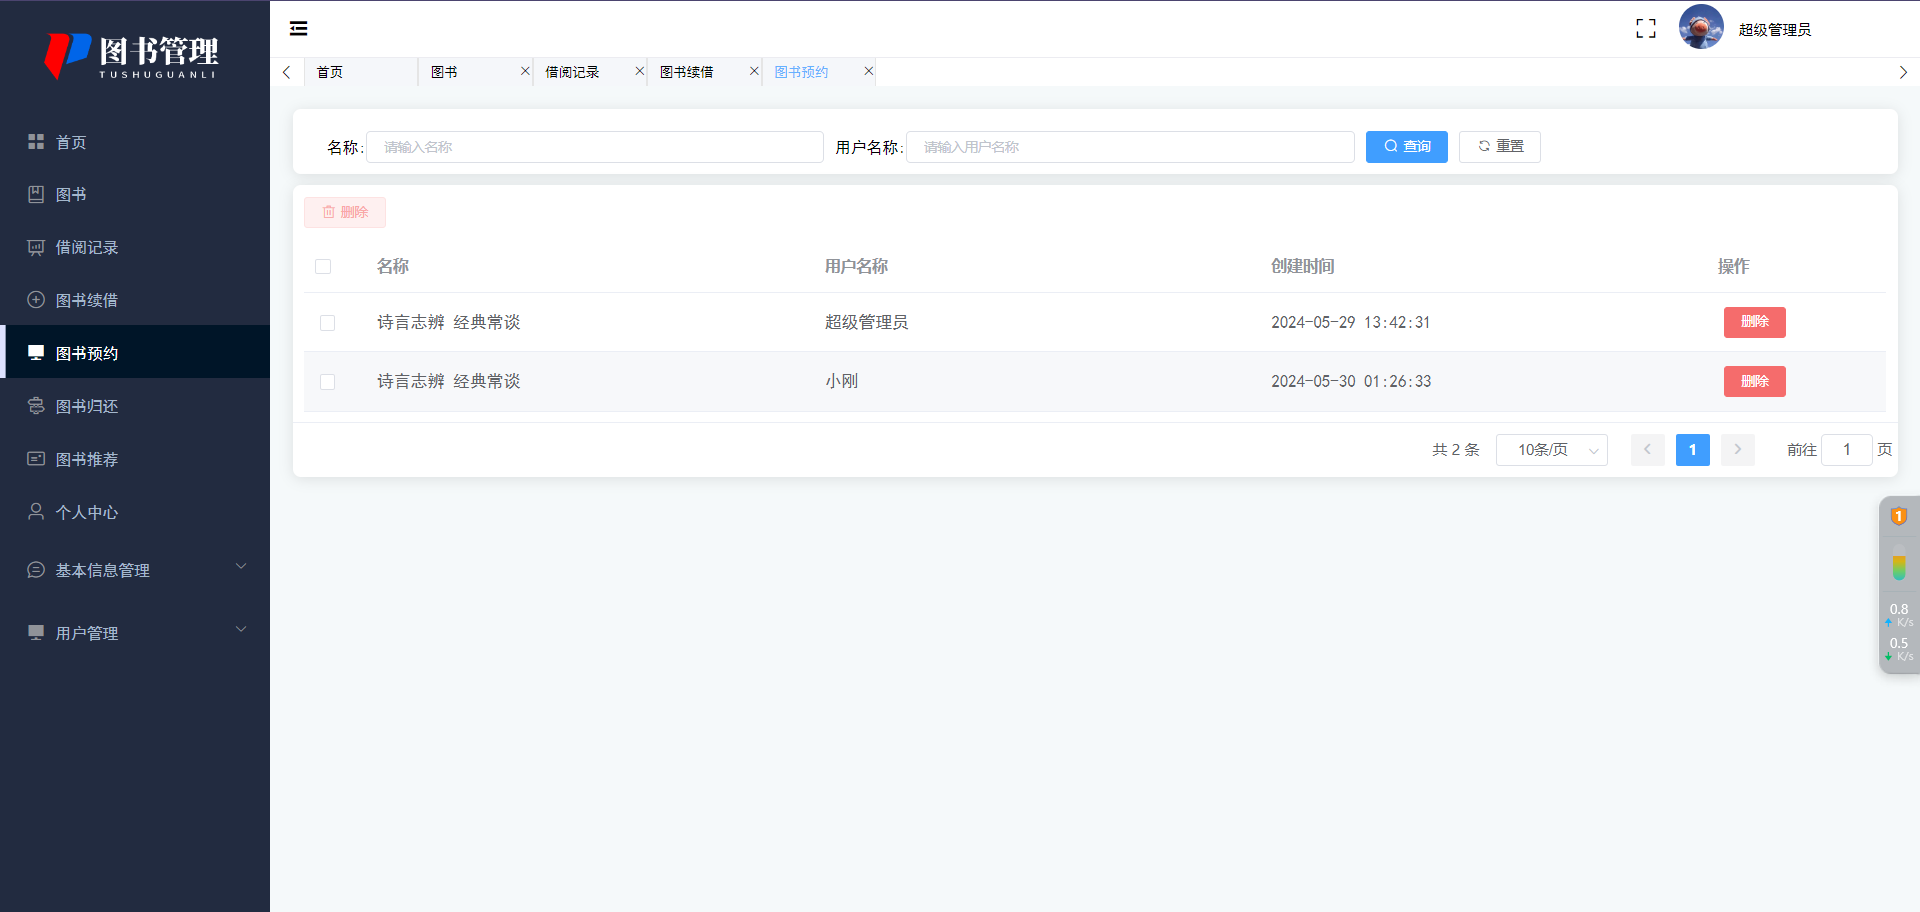 图书管理
TUSHUGUANLI
首页
图书
借阅记录
图书续借
图书预约
图书归还
图书推荐
个人中心
基本信息管理
用户管理
超级管理员
首页 图书 借阅记录 图书续借 图书预约
名称: 请输入名称 用户名称: 请输入用户名称 查询 重置
删除
名称 用户名称 创建时间 操作
诗言志辨 经典常谈 超级管理员 2024-05-29 13:42:31 删除
诗言志辨 经典常谈 小刚 2024-05-30 01:26:33 删除
共 2 条 10条/页 1 前往 1 页
1
0.8
K/s
0.5
K/s